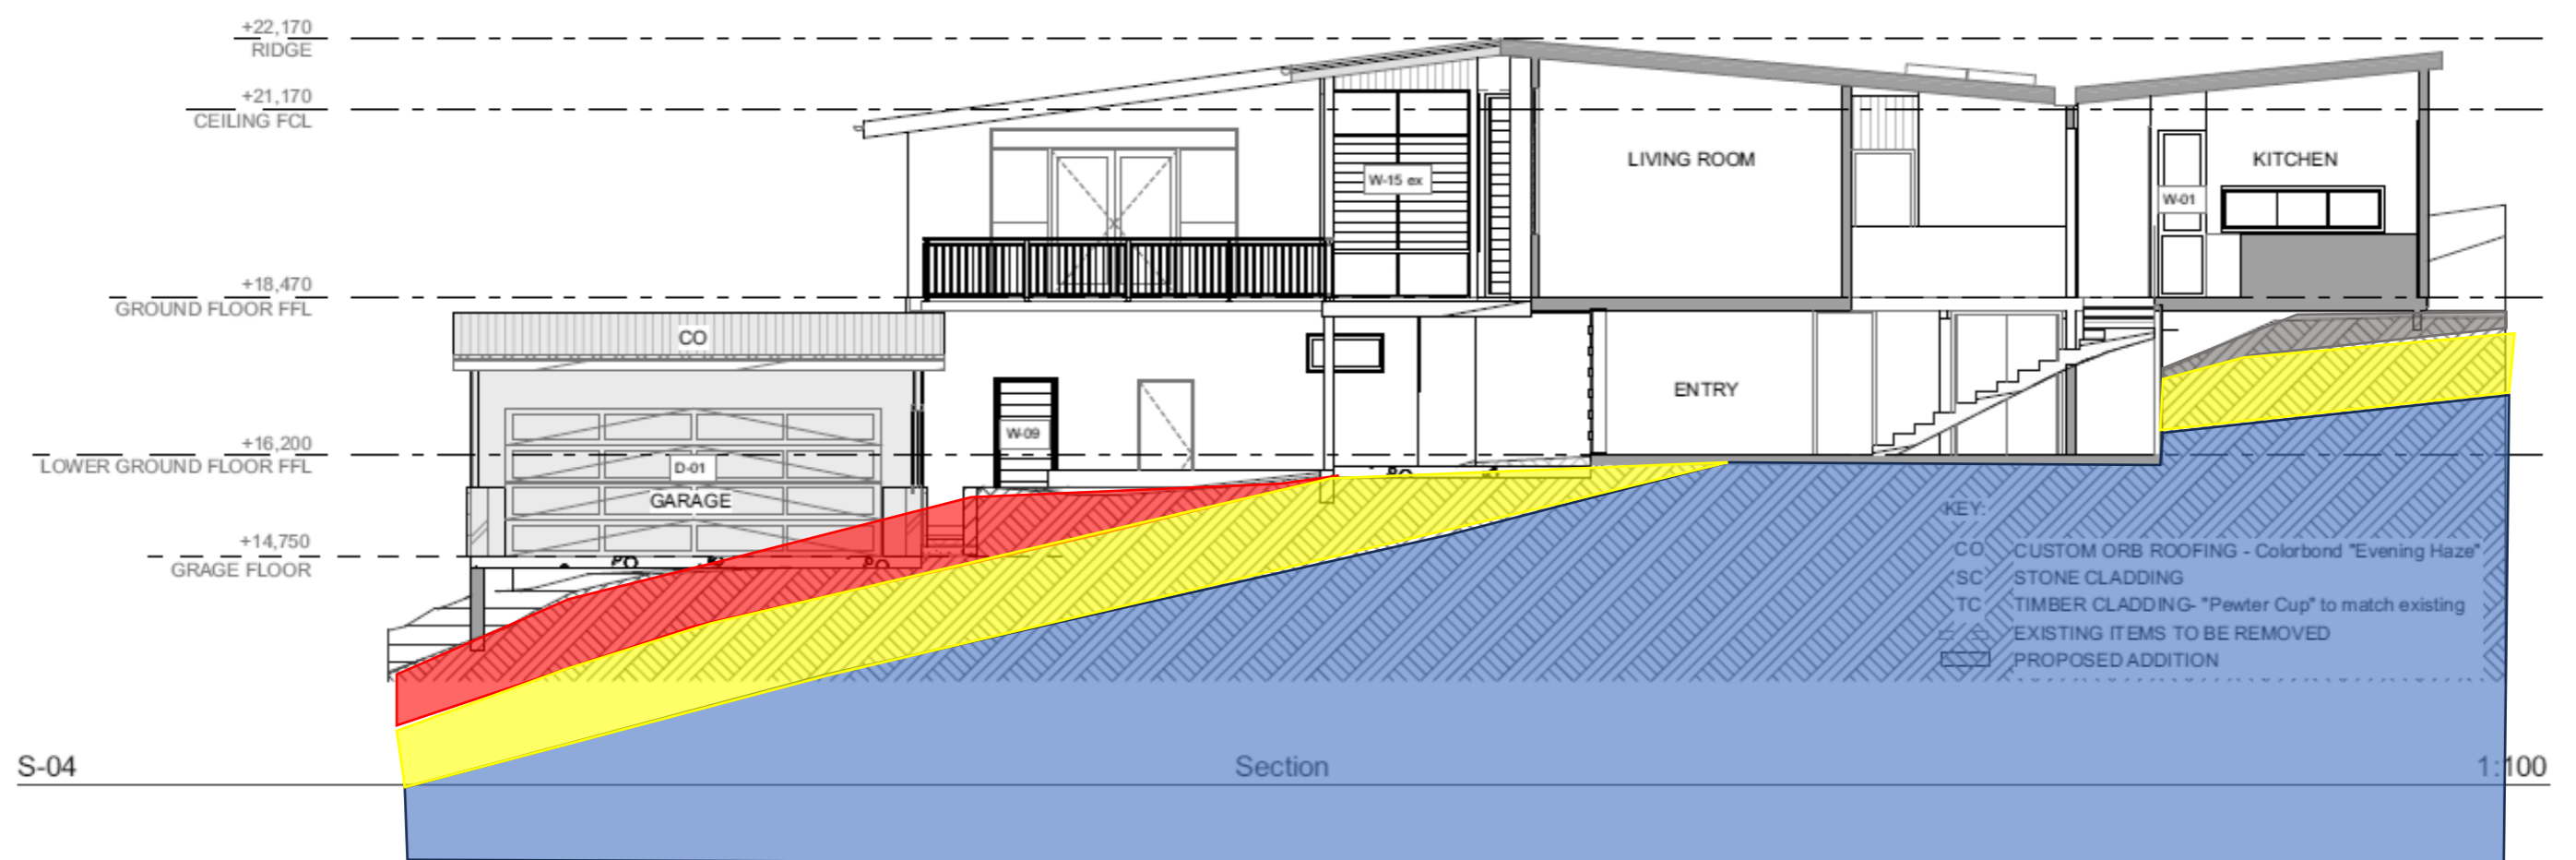 +22,170
RIDGE
+21,170
CEILING FCL
LIVING ROOM
KITCHEN
W-15 ex
W-01
+18,470
GROUND FLOOR FFL
CO
ENTRY
W-09
+16,200
LOWER GROUND FLOOR FFL
D-01
GARAGE
+14,750
GRAGE FLOOR
KEY:
CO CUSTOM ORB ROOFING - Colorbond "Evening Haze"
SC STONE CLADDING
TC TIMBER CLADDING- "Pewter Cup" to match existing
EXISTING ITEMS TO BE REMOVED
PROPOSED ADDITION
S-04 Section 1:100